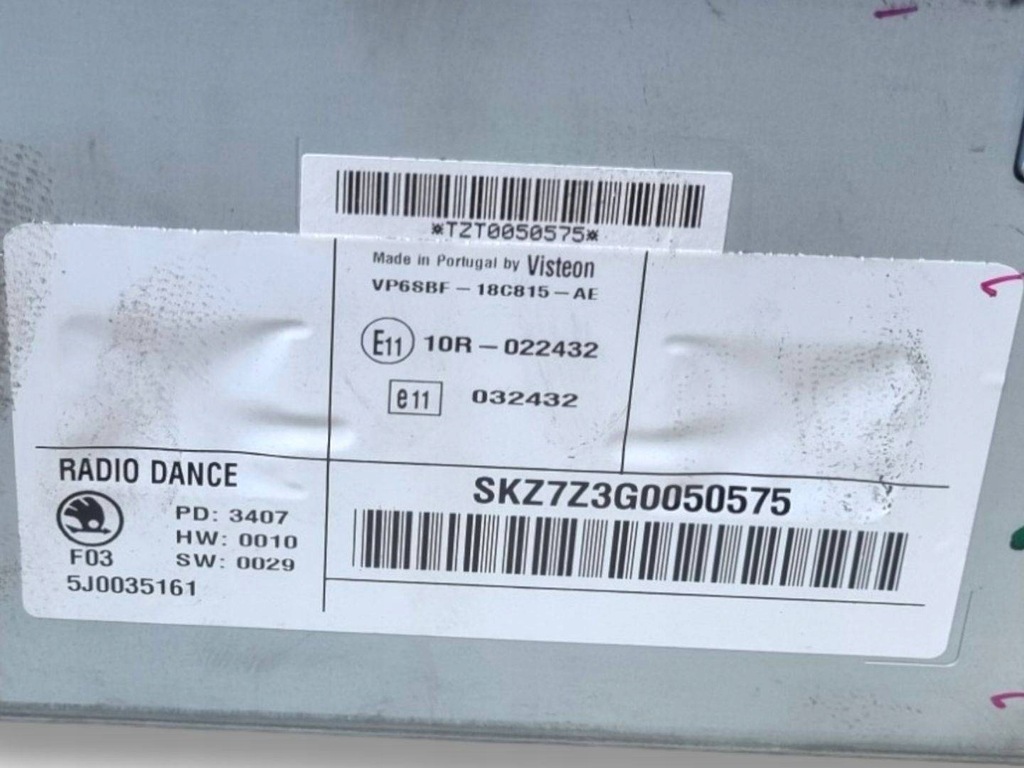 *TZT0050575*
Made in Portugal by Visteon
VP6SBF-18C815-AE
E11 10R-022432
e11 032432
RADIO DANCE
SKZ7Z3G0050575
PD: 3407
HW: 0010
F03 SW: 0029
5J0035161